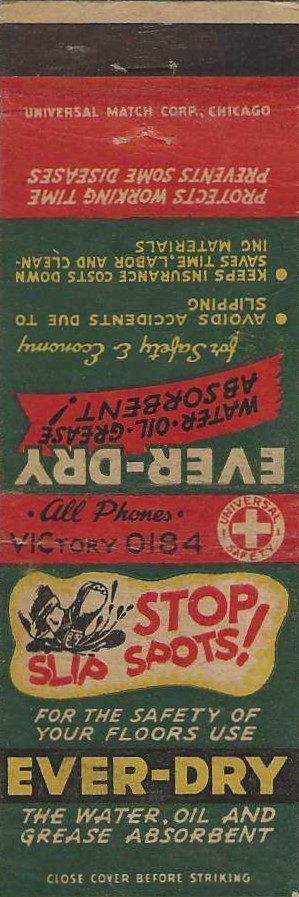 UNIVERSAL MATCH CORP., CHICAGO
EVER-DRY
WATER·OIL·GREASE
ABSORBENT!
for Safety & Economy
● AVOIDS ACCIDENTS DUE TO
SLIPPING
● KEEPS INSURANCE COSTS DOWN
SAVES TIME, LABOR AND CLEAN-
ING MATERIALS
PROTECTS WORKING TIME
PREVENTS SOME DISEASES
·All Phones·
VICTORY 0184
UNIVERSAL
SAFETY
STOP
SLIP SPOTS!
FOR THE SAFETY OF
YOUR FLOORS USE
EVER-DRY
THE WATER, OIL AND
GREASE ABSORBENT
CLOSE COVER BEFORE STRIKING